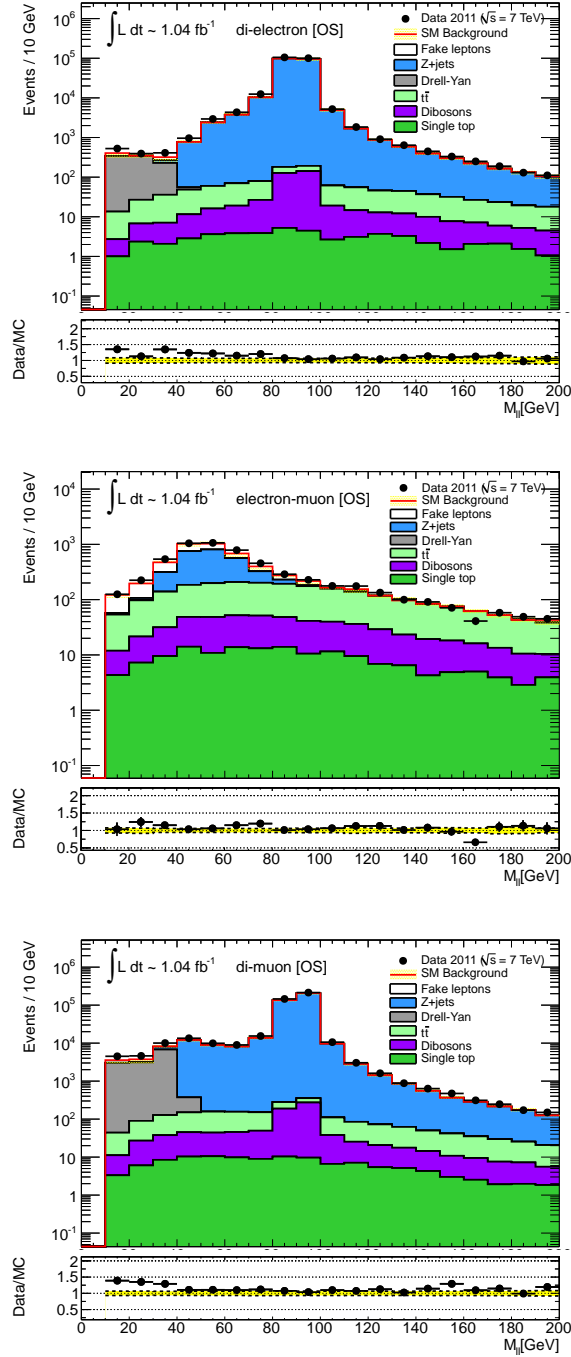 ∫ L dt ~ 1.04 fb⁻¹ di-electron [OS]
Data 2011 (√s = 7 TeV)
SM Background
Fake leptons
Z+jets
Drell-Yan
tt̄
Dibosons
Single top
Events / 10 GeV
10⁶
10⁵
10⁴
10³
10²
10
1
10⁻¹
Data/MC
2
1.5
1
0.5
0 20 40 60 80 100 120 140 160 180 200
M_ll[GeV]
∫ L dt ~ 1.04 fb⁻¹ electron-muon [OS]
Data 2011 (√s = 7 TeV)
SM Background
Fake leptons
Z+jets
Drell-Yan
tt̄
Dibosons
Single top
Events / 10 GeV
10⁴
10³
10²
10
1
10⁻¹
Data/MC
2
1.5
1
0.5
0 20 40 60 80 100 120 140 160 180 200
M_ll[GeV]
∫ L dt ~ 1.04 fb⁻¹ di-muon [OS]
Data 2011 (√s = 7 TeV)
SM Background
Fake leptons
Z+jets
Drell-Yan
tt̄
Dibosons
Single top
Events / 10 GeV
10⁶
10⁵
10⁴
10³
10²
10
1
10⁻¹
Data/MC
2
1.5
1
0.5
0 20 40 60 80 100 120 140 160 180 200
M_ll[GeV]